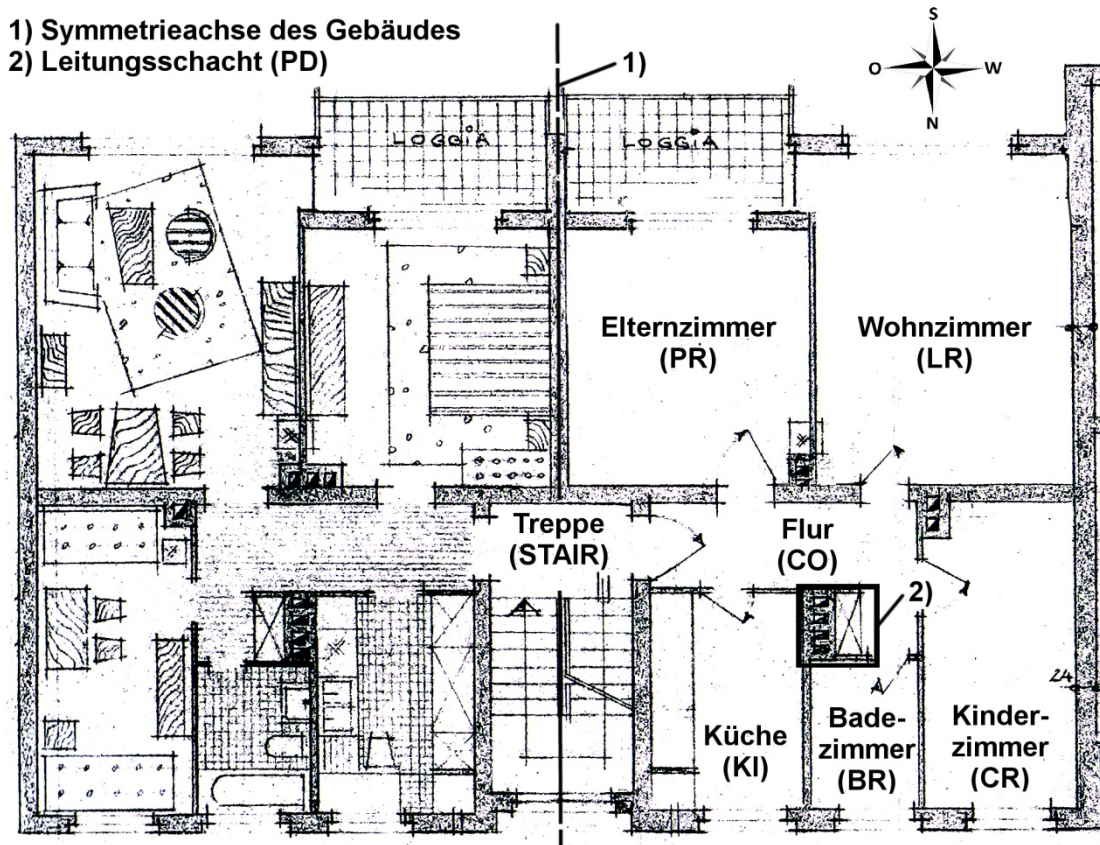 1) Symmetrieachse des Gebäudes
2) Leitungsschacht (PD)
1)
S
O
W
N
LOGGiA
LOGGiA
Elternzimmer
(PR)
Wohnzimmer
(LR)
Treppe
(STAIR)
Flur
(CO)
2)
24
Küche
(KI)
Bade-
zimmer
(BR)
Kinder-
zimmer
(CR)